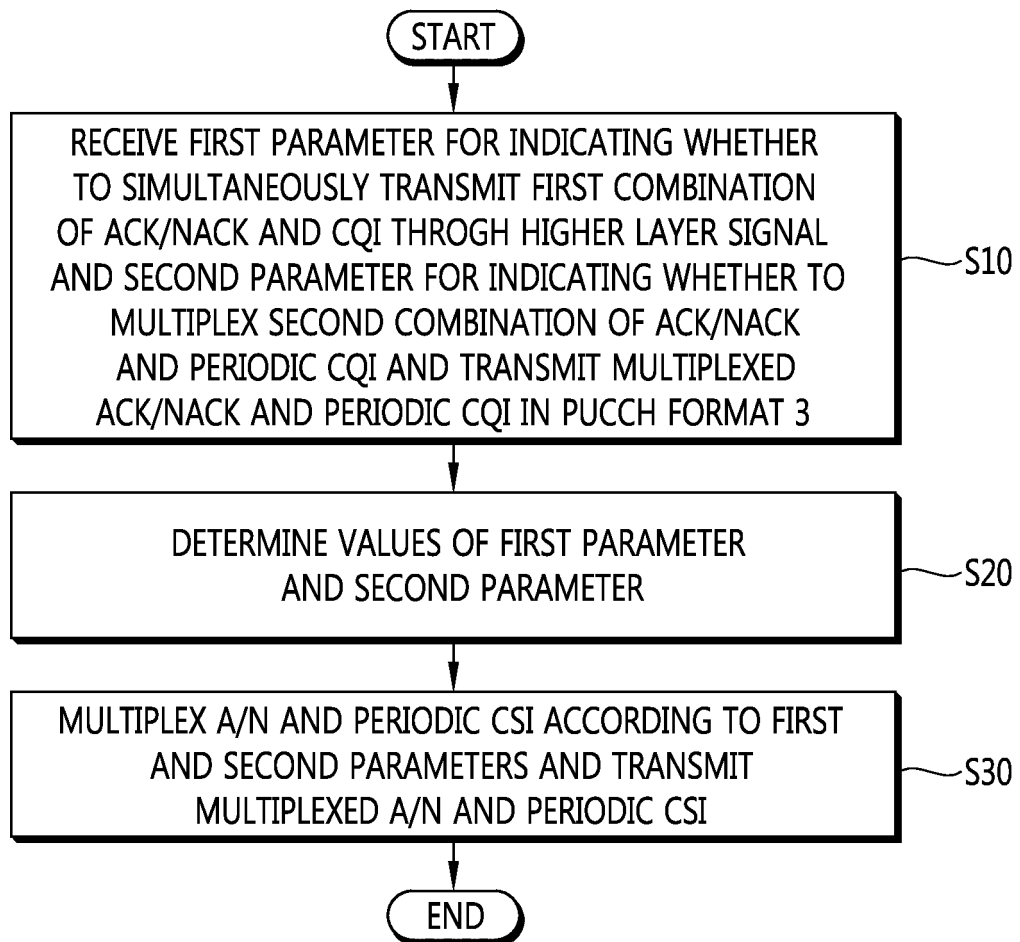 START
RECEIVE FIRST PARAMETER FOR INDICATING WHETHER
TO SIMULTANEOUSLY TRANSMIT FIRST COMBINATION
OF ACK/NACK AND CQI THROGH HIGHER LAYER SIGNAL
AND SECOND PARAMETER FOR INDICATING WHETHER TO
MULTIPLEX SECOND COMBINATION OF ACK/NACK
AND PERIODIC CQI AND TRANSMIT MULTIPLEXED
ACK/NACK AND PERIODIC CQI IN PUCCH FORMAT 3
S10
DETERMINE VALUES OF FIRST PARAMETER
AND SECOND PARAMETER
S20
MULTIPLEX A/N AND PERIODIC CSI ACCORDING TO FIRST
AND SECOND PARAMETERS AND TRANSMIT
MULTIPLEXED A/N AND PERIODIC CSI
S30
END